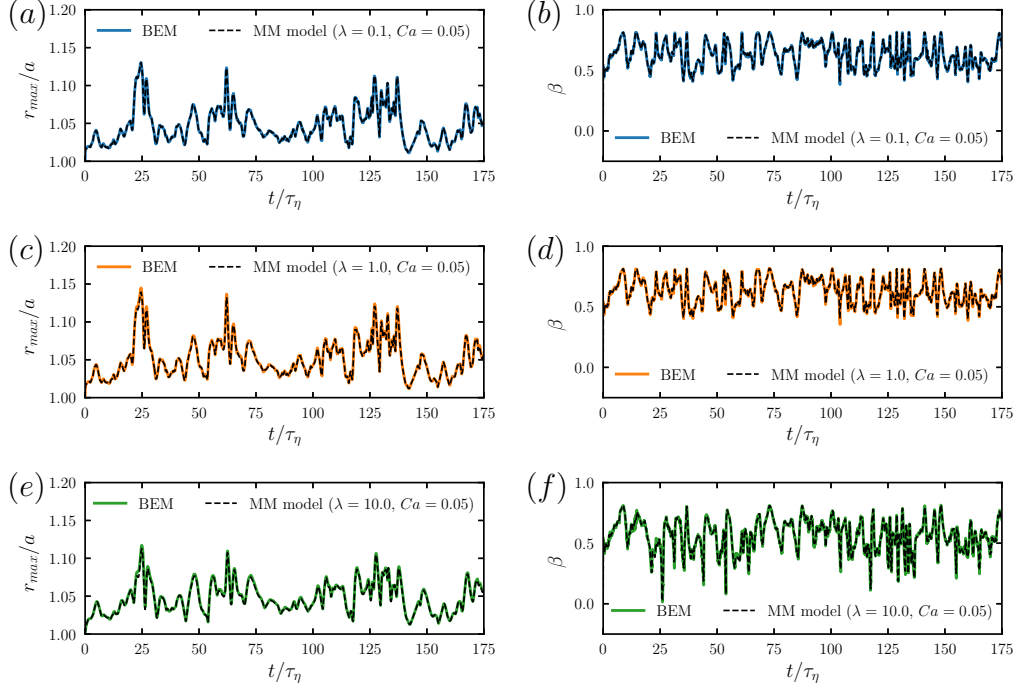 (a)
1.20
1.15
1.10
1.05
1.00
r_max/a
BEM
MM model (λ = 0.1, Ca = 0.05)
0 25 50 75 100 125 150 175
t/τ_η
(b)
1.0
0.5
0.0
β
BEM
MM model (λ = 0.1, Ca = 0.05)
0 25 50 75 100 125 150 175
t/τ_η
(c)
1.20
1.15
1.10
1.05
1.00
r_max/a
BEM
MM model (λ = 1.0, Ca = 0.05)
0 25 50 75 100 125 150 175
t/τ_η
(d)
1.0
0.5
0.0
β
BEM
MM model (λ = 1.0, Ca = 0.05)
0 25 50 75 100 125 150 175
t/τ_η
(e)
1.20
1.15
1.10
1.05
1.00
r_max/a
BEM
MM model (λ = 10.0, Ca = 0.05)
0 25 50 75 100 125 150 175
t/τ_η
(f)
1.0
0.5
0.0
β
BEM
MM model (λ = 10.0, Ca = 0.05)
0 25 50 75 100 125 150 175
t/τ_η